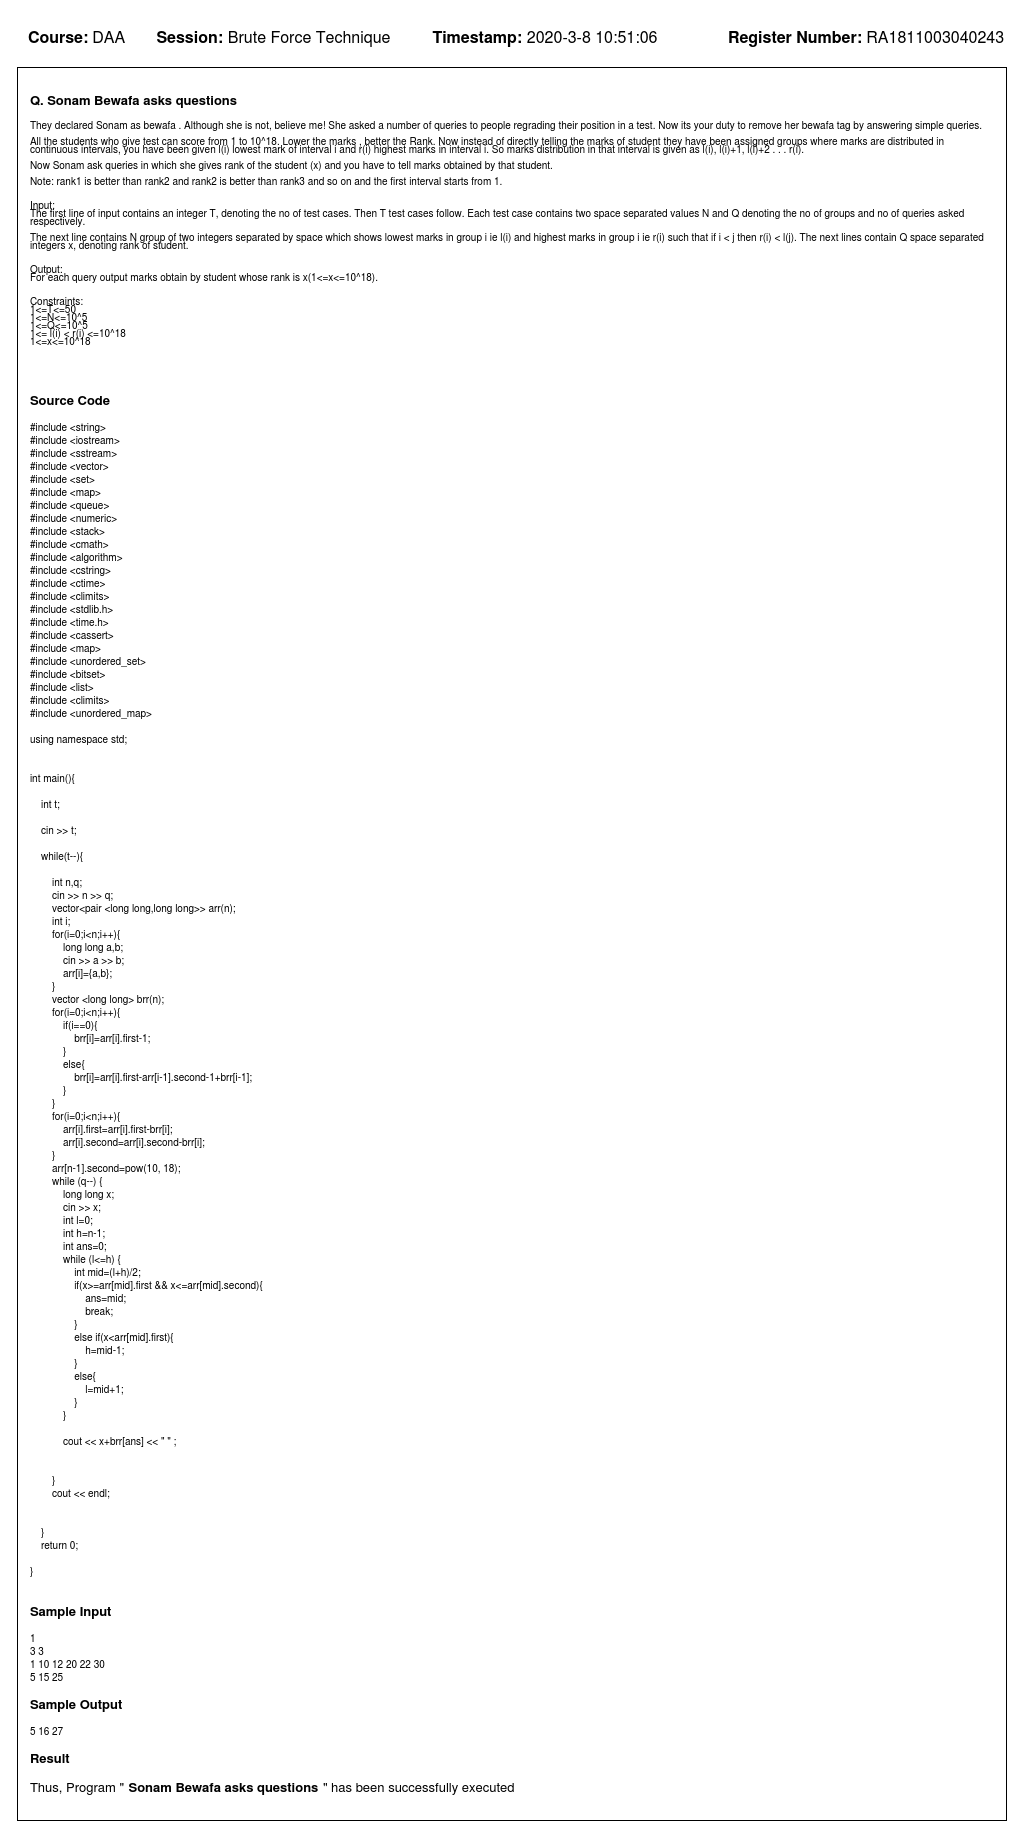 Course: DAA Session: Brute Force Technique Timestamp: 2020-3-8 10:51:06 Register Number: RA1811003040243
Q. Sonam Bewafa asks questions
They declared Sonam as bewafa . Although she is not, believe me! She asked a number of queries to people regrading their position in a test. Now its your duty to remove her bewafa tag by answering simple queries.
All the students who give test can score from 1 to 10^18. Lower the marks , better the Rank. Now instead of directly telling the marks of student they have been assigned groups where marks are distributed in
continuous intervals, you have been given l(i) lowest mark of interval i and r(i) highest marks in interval i. So marks distribution in that interval is given as l(i), l(i)+1, l(i)+2 . . . r(i).
Now Sonam ask queries in which she gives rank of the student (x) and you have to tell marks obtained by that student.
Note: rank1 is better than rank2 and rank2 is better than rank3 and so on and the first interval starts from 1.
Input:
The first line of input contains an integer T, denoting the no of test cases. Then T test cases follow. Each test case contains two space separated values N and Q denoting the no of groups and no of queries asked
respectively.
The next line contains N group of two integers separated by space which shows lowest marks in group i ie l(i) and highest marks in group i ie r(i) such that if i < j then r(i) < l(j). The next lines contain Q space separated
integers x, denoting rank of student.
Output:
For each query output marks obtain by student whose rank is x(1<=x<=10^18).
Constraints:
1<=T<=50
1<=N<=10^5
1<=Q<=10^5
1<= l(i) < r(i) <=10^18
1<=x<=10^18
Source Code
#include <string>
#include <iostream>
#include <sstream>
#include <vector>
#include <set>
#include <map>
#include <queue>
#include <numeric>
#include <stack>
#include <cmath>
#include <algorithm>
#include <cstring>
#include <ctime>
#include <climits>
#include <stdlib.h>
#include <time.h>
#include <cassert>
#include <map>
#include <unordered_set>
#include <bitset>
#include <list>
#include <climits>
#include <unordered_map>
using namespace std;
int main(){
int t;
cin >> t;
while(t--){
int n,q;
cin >> n >> q;
vector<pair <long long,long long>> arr(n);
int i;
for(i=0;i<n;i++){
long long a,b;
cin >> a >> b;
arr[i]={a,b};
}
vector <long long> brr(n);
for(i=0;i<n;i++){
if(i==0){
brr[i]=arr[i].first-1;
}
else{
brr[i]=arr[i].first-arr[i-1].second-1+brr[i-1];
}
}
for(i=0;i<n;i++){
arr[i].first=arr[i].first-brr[i];
arr[i].second=arr[i].second-brr[i];
}
arr[n-1].second=pow(10, 18);
while (q--) {
long long x;
cin >> x;
int l=0;
int h=n-1;
int ans=0;
while (l<=h) {
int mid=(l+h)/2;
if(x>=arr[mid].first && x<=arr[mid].second){
ans=mid;
break;
}
else if(x<arr[mid].first){
h=mid-1;
}
else{
l=mid+1;
}
}
cout << x+brr[ans] << " " ;
}
cout << endl;
}
return 0;
}
Sample Input
1
3 3
1 10 12 20 22 30
5 15 25
Sample Output
5 16 27
Result
Thus, Program " Sonam Bewafa asks questions " has been successfully executed